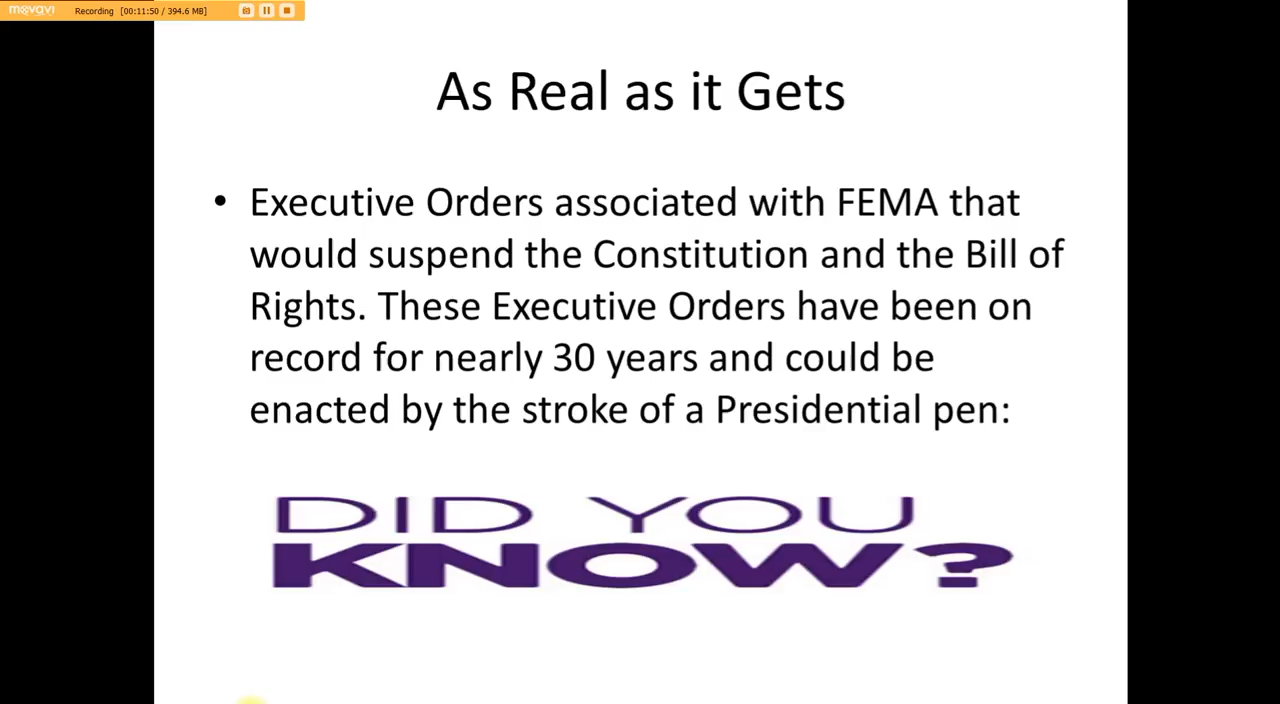 movavi Recording [00:11:50 / 394.6 MB]
As Real as it Gets
• Executive Orders associated with FEMA that
would suspend the Constitution and the Bill of
Rights. These Executive Orders have been on
record for nearly 30 years and could be
enacted by the stroke of a Presidential pen:
DID YOU
KNOW?